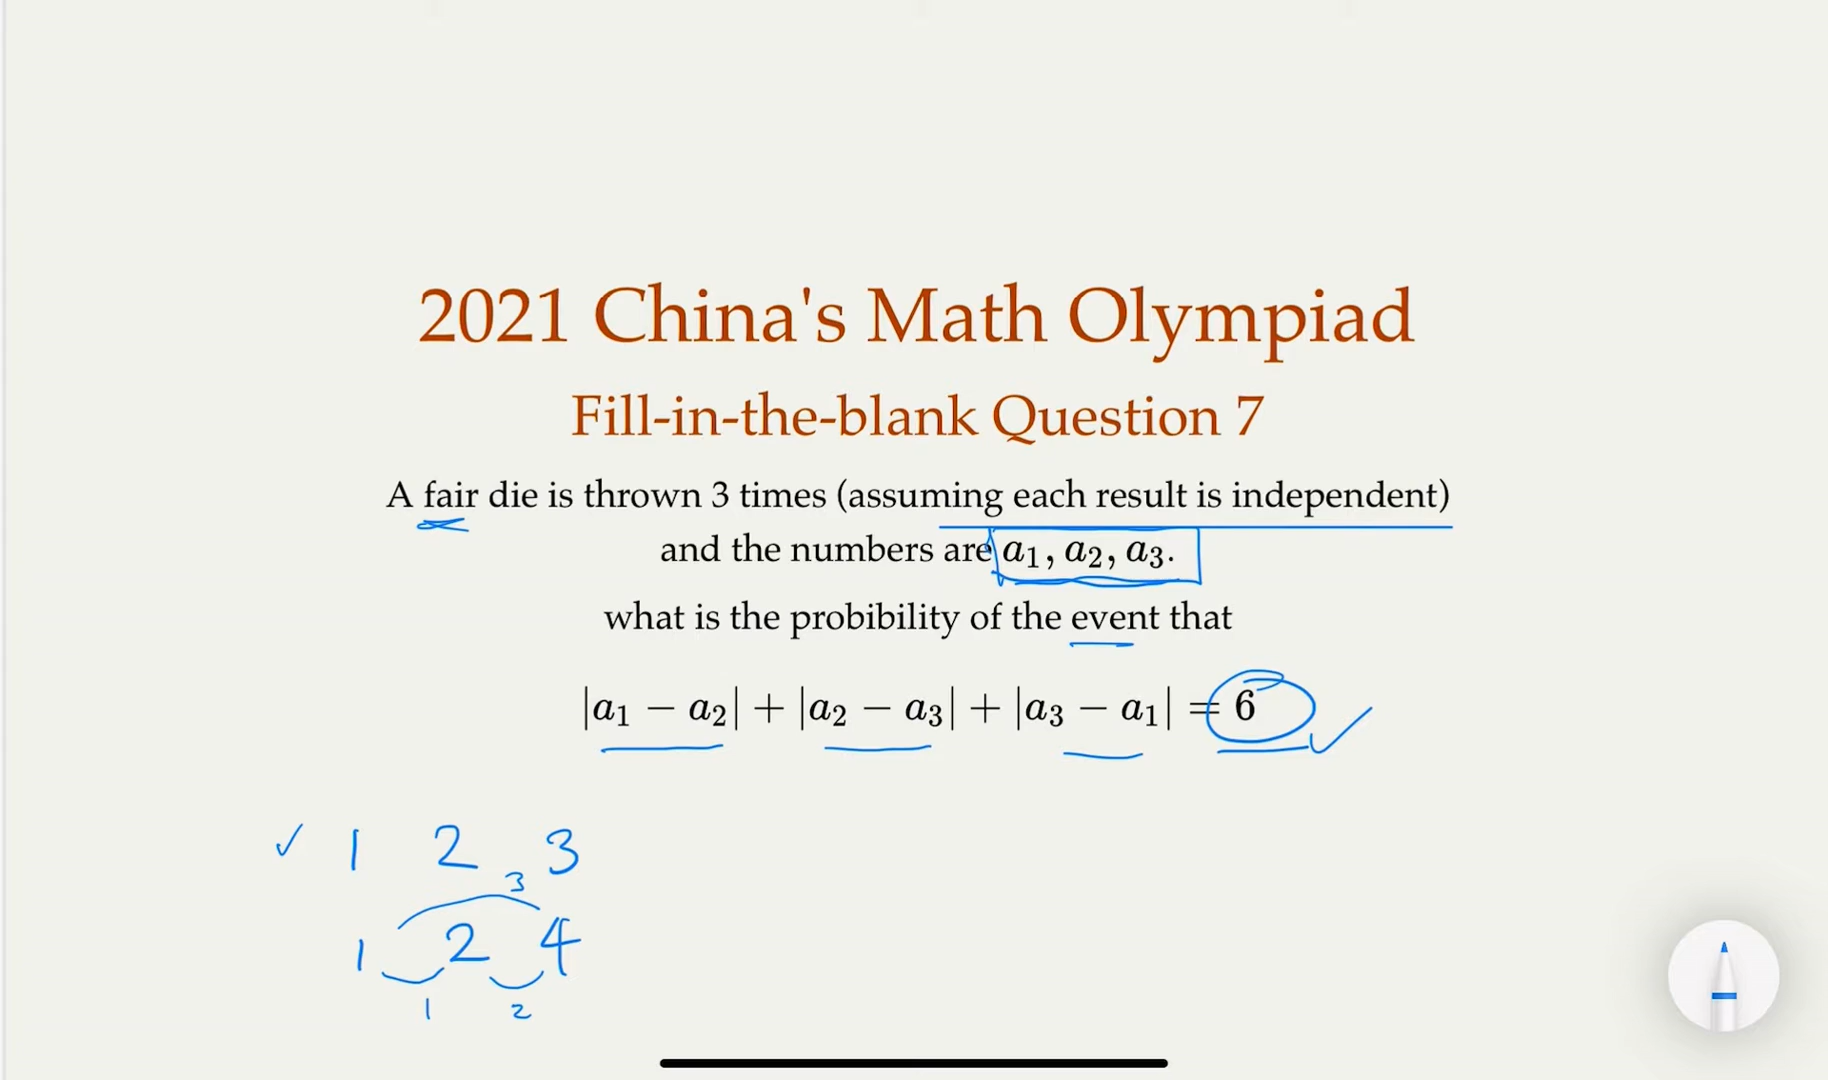 2021 China's Math Olympiad
Fill-in-the-blank Question 7
A fair die is thrown 3 times (assuming each result is independent)
and the numbers are a₁, a₂, a₃.
what is the probibility of the event that
|a₁ − a₂| + |a₂ − a₃| + |a₃ − a₁| = 6
✓ 1 2 3
3
1 2 4
1 2